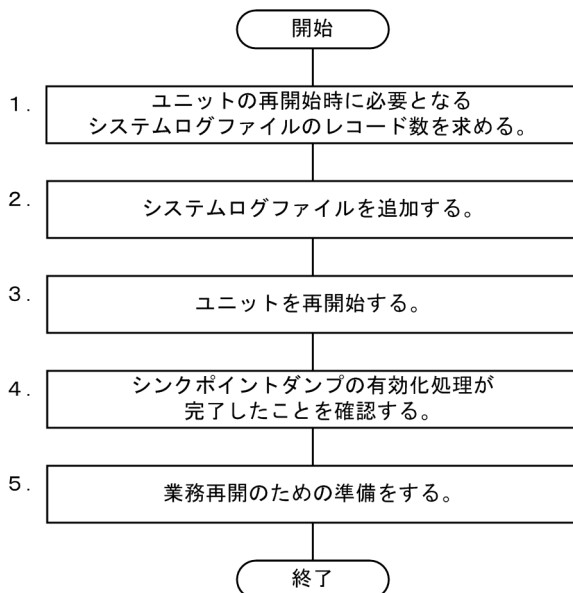 開始
1. ユニットの再開始時に必要となる
システムログファイルのレコード数を求める。
2. システムログファイルを追加する。
3. ユニットを再開始する。
4. シンクポイントダンプの有効化処理が
完了したことを確認する。
5. 業務再開のための準備をする。
終了